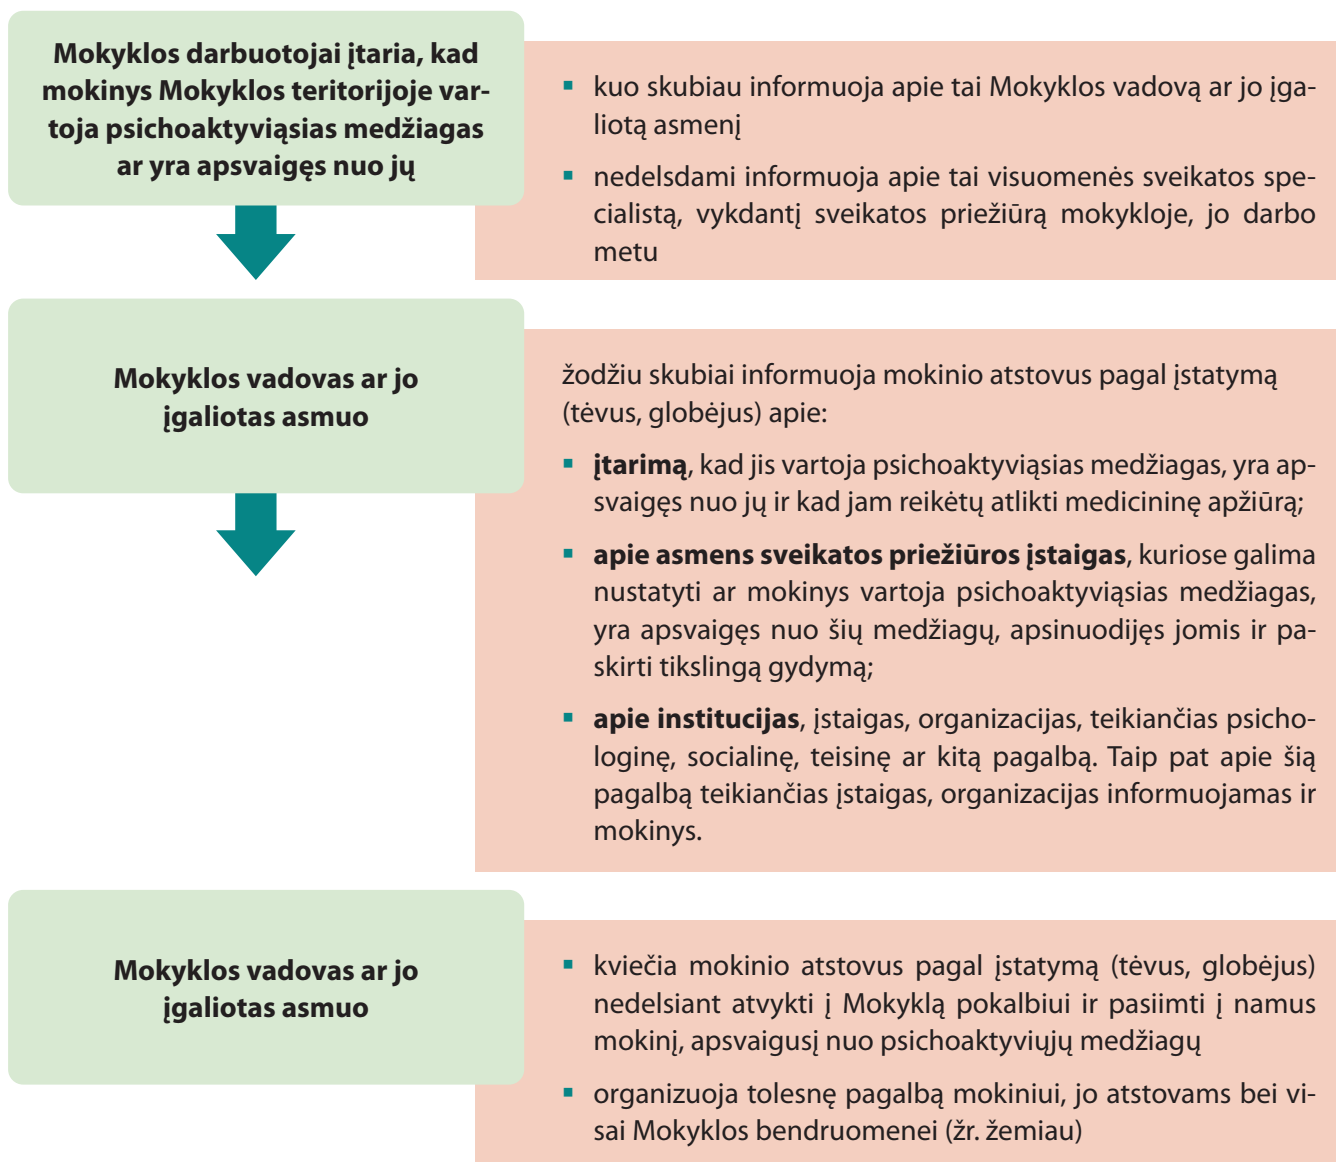 Mokyklos darbuotojai įtaria, kad
mokinys Mokyklos teritorijoje var-
toja psichoaktyviąsias medžiagas
ar yra apsvaigęs nuo jų
▪ kuo skubiau informuoja apie tai Mokyklos vadovą ar jo įga-
liotą asmenį
▪ nedelsdami informuoja apie tai visuomenės sveikatos spe-
cialistą, vykdantį sveikatos priežiūrą mokykloje, jo darbo
metu
Mokyklos vadovas ar jo
įgaliotas asmuo
žodžiu skubiai informuoja mokinio atstovus pagal įstatymą
(tėvus, globėjus) apie:
▪ įtarimą, kad jis vartoja psichoaktyviąsias medžiagas, yra ap-
svaigęs nuo jų ir kad jam reikėtų atlikti medicininę apžiūrą;
▪ apie asmens sveikatos priežiūros įstaigas, kuriose galima
nustatyti ar mokinys vartoja psichoaktyviąsias medžiagas,
yra apsvaigęs nuo šių medžiagų, apsinuodijęs jomis ir pa-
skirti tikslingą gydymą;
▪ apie institucijas, įstaigas, organizacijas, teikiančias psicho-
loginę, socialinę, teisinę ar kitą pagalbą. Taip pat apie šią
pagalbą teikiančias įstaigas, organizacijas informuojamas ir
mokinys.
Mokyklos vadovas ar jo
įgaliotas asmuo
▪ kviečia mokinio atstovus pagal įstatymą (tėvus, globėjus)
nedelsiant atvykti į Mokyklą pokalbiui ir pasiimti į namus
mokinį, apsvaigusį nuo psichoaktyviųjų medžiagų
▪ organizuoja tolesnę pagalbą mokiniui, jo atstovams bei vi-
sai Mokyklos bendruomenei (žr. žemiau)